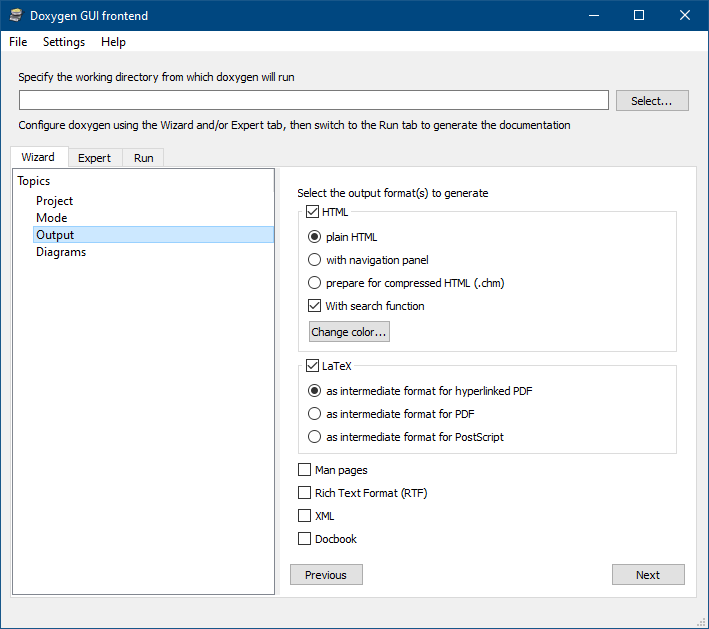 Doxygen GUI frontend
File Settings Help
Specify the working directory from which doxygen will run
Select...
Configure doxygen using the Wizard and/or Expert tab, then switch to the Run tab to generate the documentation
Wizard Expert Run
Topics
Project
Mode
Output
Diagrams
Select the output format(s) to generate
HTML
plain HTML
with navigation panel
prepare for compressed HTML (.chm)
With search function
Change color...
LaTeX
as intermediate format for hyperlinked PDF
as intermediate format for PDF
as intermediate format for PostScript
Man pages
Rich Text Format (RTF)
XML
Docbook
Previous Next